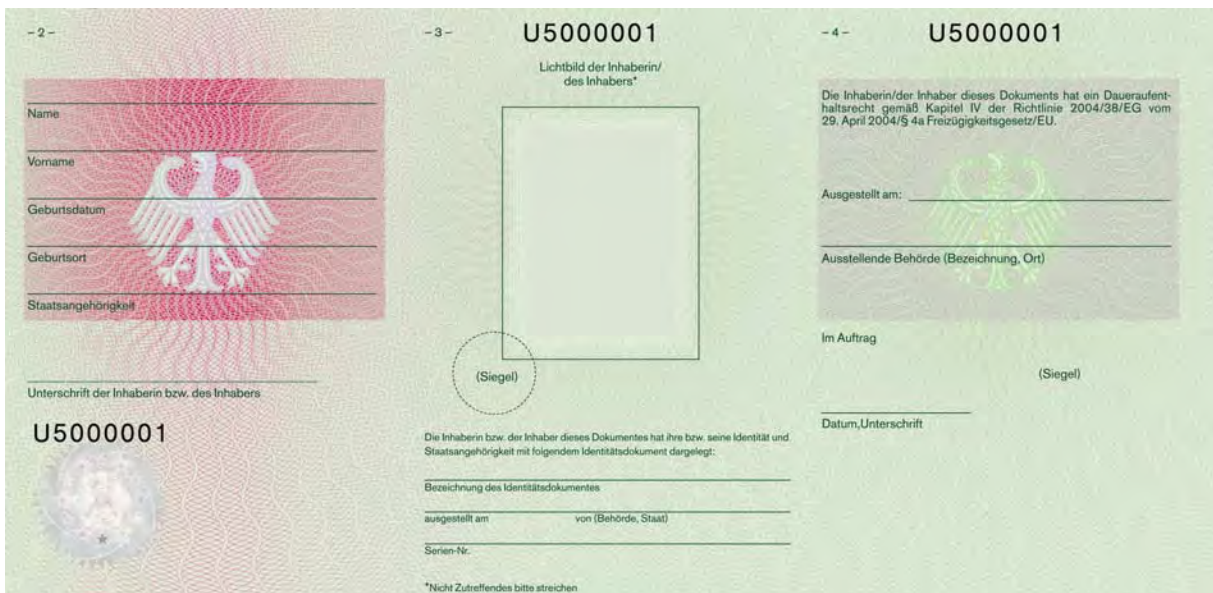 – 2 –
Name
Vorname
Geburtsdatum
Geburtsort
Staatsangehörigkeit
Unterschrift der Inhaberin bzw. des Inhabers
U5000001
– 3 –
U5000001
Lichtbild der Inhaberin/
des Inhabers*
(Siegel)
Die Inhaberin bzw. der Inhaber dieses Dokumentes hat ihre bzw. seine Identität und
Staatsangehörigkeit mit folgendem Identitätsdokument dargelegt:
Bezeichnung des Identitätsdokumentes
ausgestellt am von (Behörde, Staat)
Serien-Nr.
*Nicht Zutreffendes bitte streichen
– 4 –
U5000001
Die Inhaberin/der Inhaber dieses Dokuments hat ein Daueraufent-
haltsrecht gemäß Kapitel IV der Richtlinie 2004/38/EG vom
29. April 2004/§ 4a Freizügigkeitsgesetz/EU.
Ausgestellt am:
Ausstellende Behörde (Bezeichnung, Ort)
Im Auftrag
(Siegel)
Datum,Unterschrift